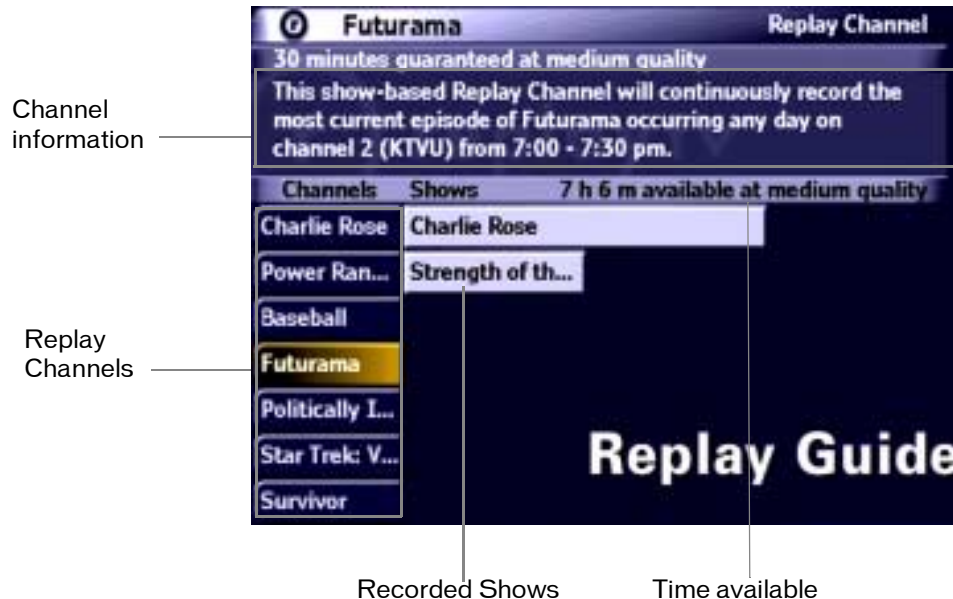 Futurama Replay Channel
30 minutes guaranteed at medium quality
This show-based Replay Channel will continuously record the
most current episode of Futurama occurring any day on
channel 2 (KTVU) from 7:00 - 7:30 pm.
Channel
information
Channels Shows 7 h 6 m available at medium quality
Charlie Rose Charlie Rose
Power Ran... Strength of th...
Baseball
Replay
Channels
Futurama
Politically I...
Star Trek: V...
Survivor
Replay Guide
Recorded Shows Time available